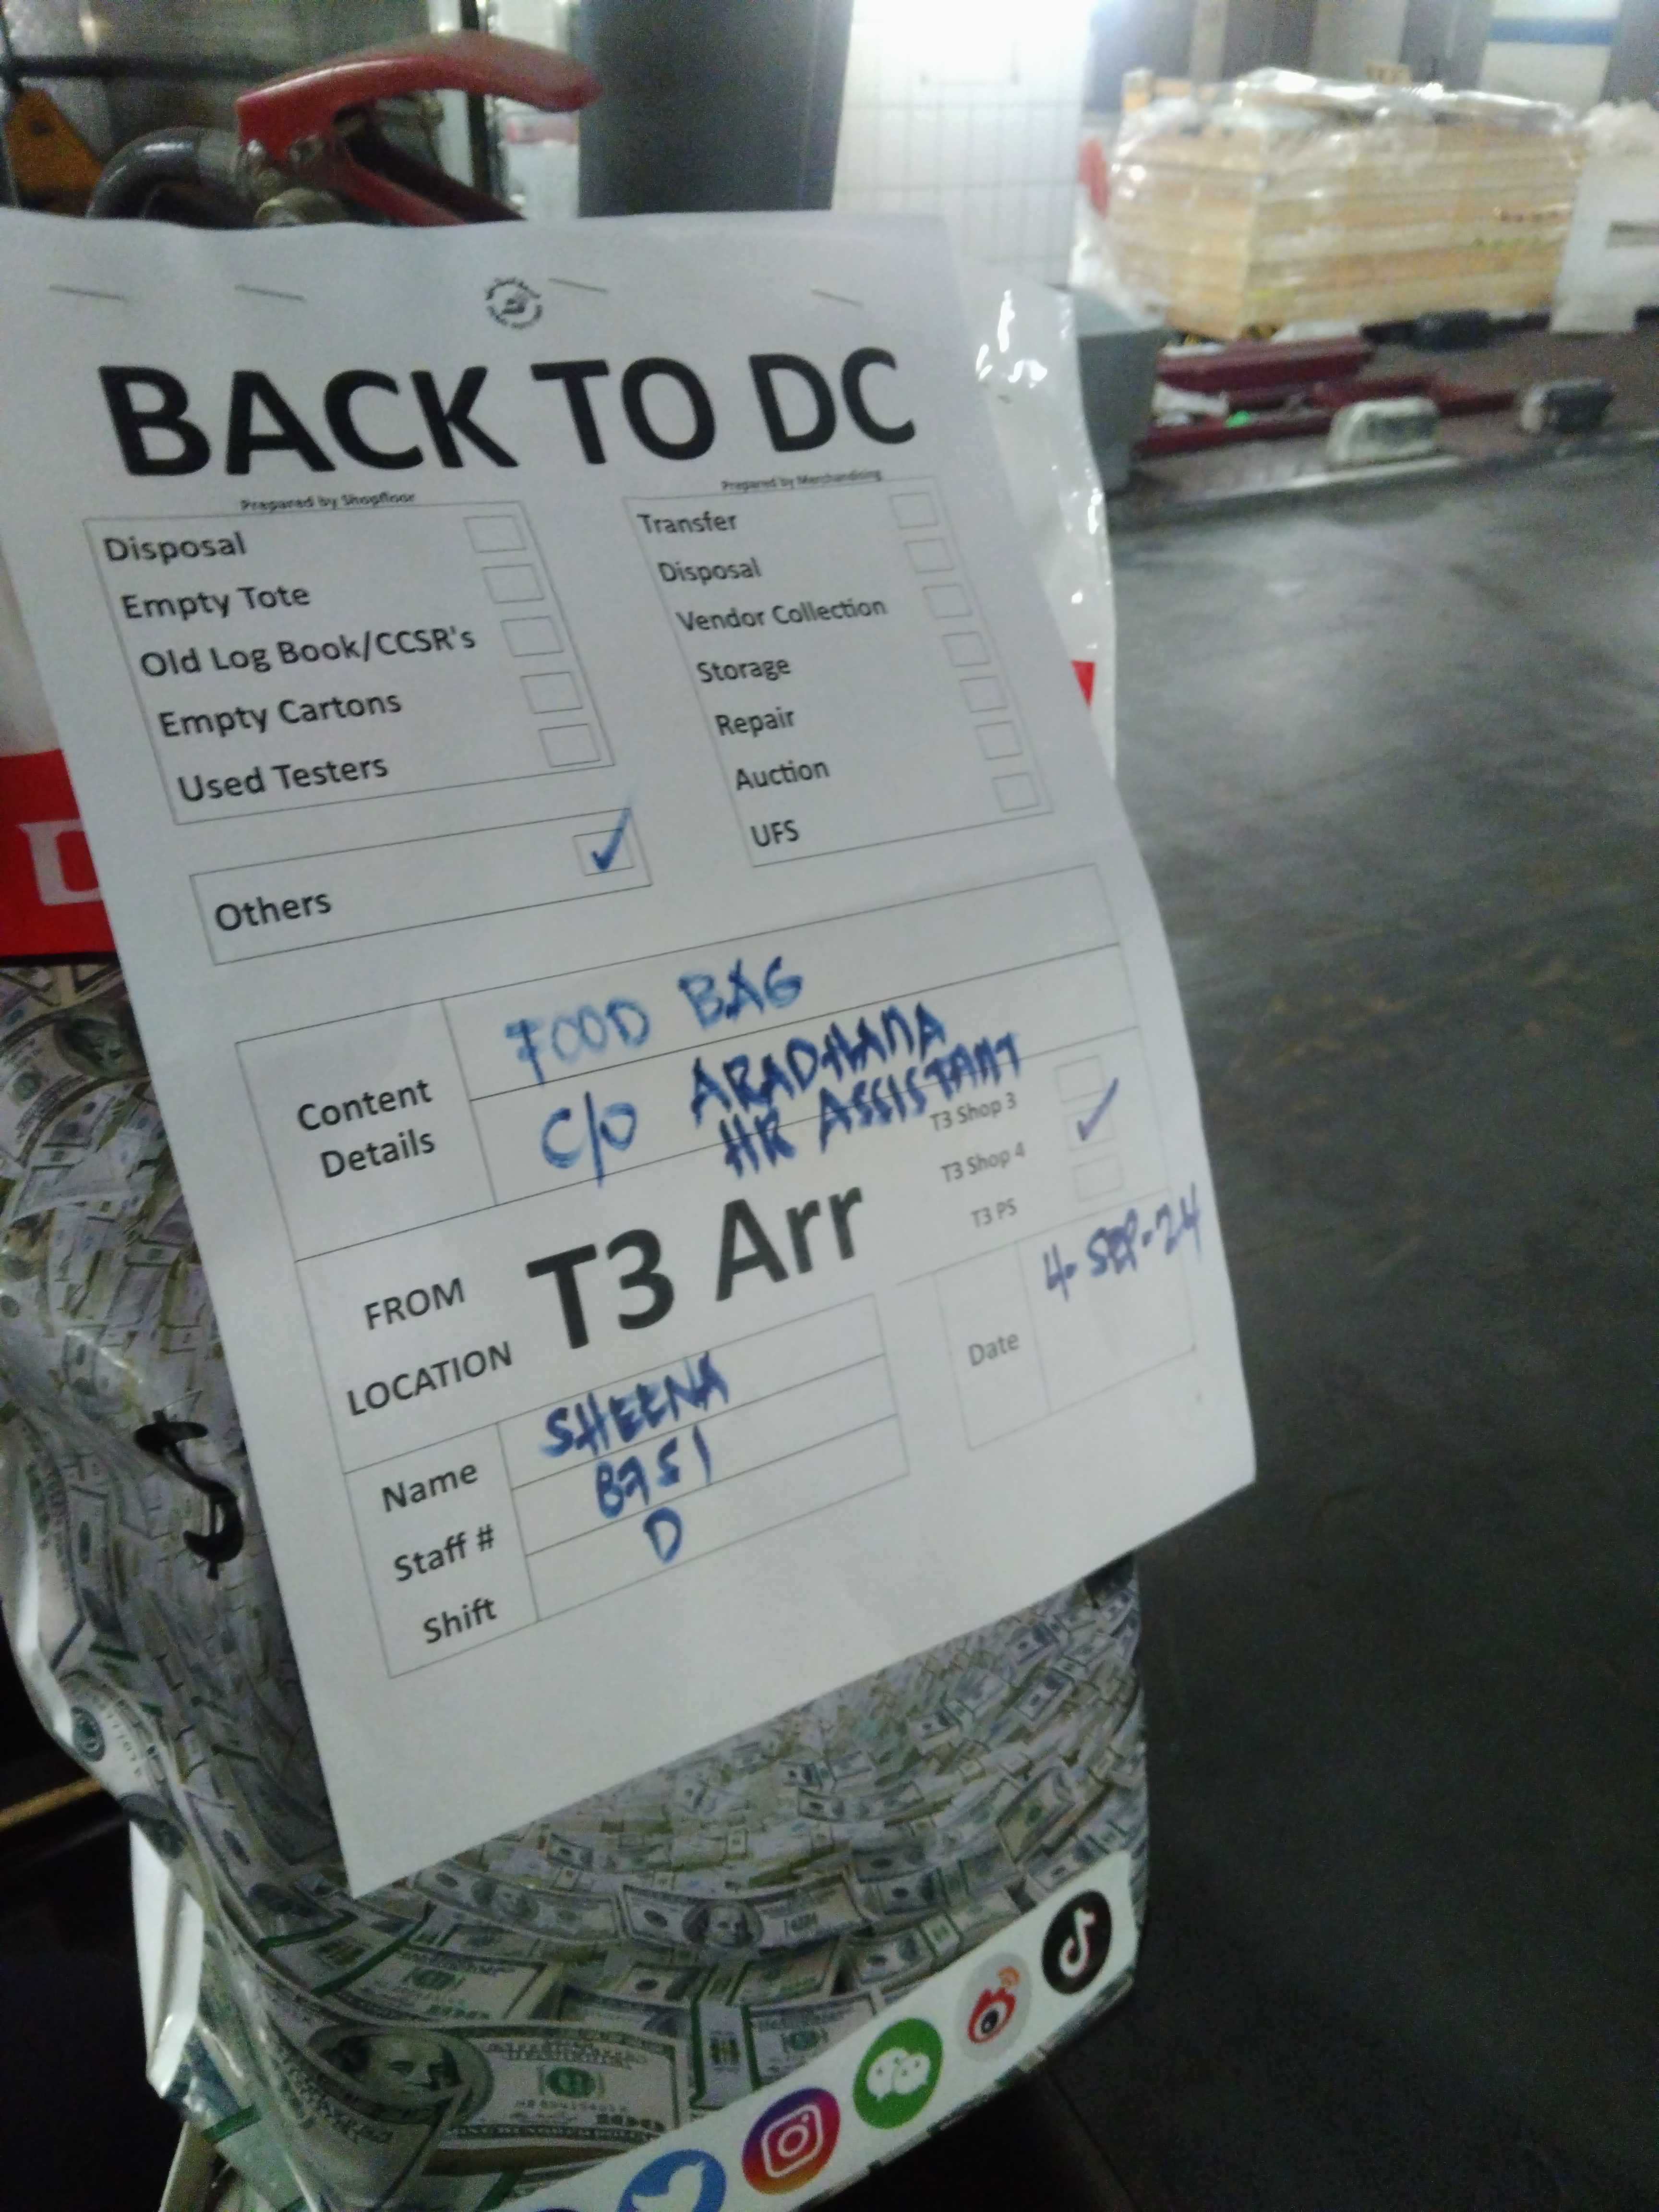 BACK TO DC
Prepared by Shopfloor
Disposal
Empty Tote
Old Log Book/CCSR's
Empty Cartons
Used Testers
Others
Prepared by Merchandising
Transfer
Disposal
Vendor Collection
Storage
Repair
Auction
UFS
Content
Details
FOOD BAG
C/O ARADHANA
HR ASSISTANT
FROM
LOCATION
T3 Arr
T3 Shop 3
T3 Shop 4
T3 PS
Name
SHEENA
Staff #
B951
Shift
D
Date
4-SEP-24
$